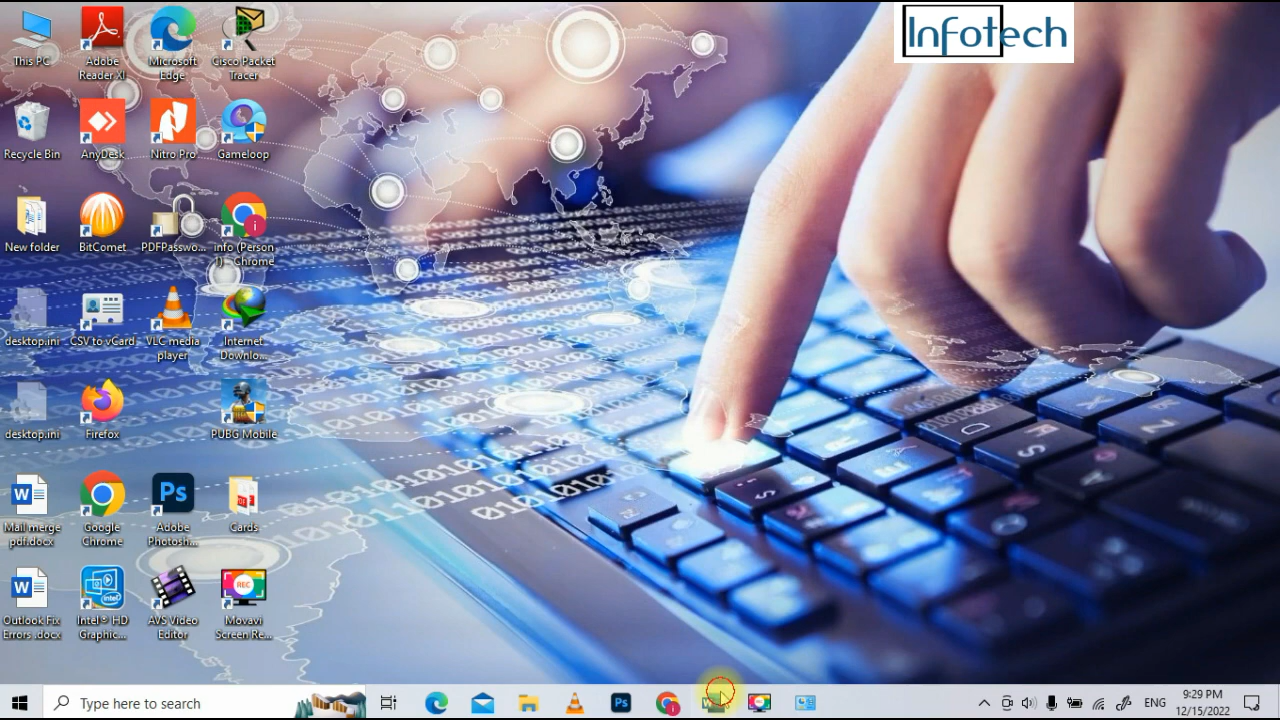 Infotech
This PC
Adobe
Reader XI
Microsoft
Edge
Cisco Packet
Tracer
Recycle Bin
AnyDesk
Nitro Pro
Gameloop
New folder
BitComet
PDFPasswo...
info (Person
l) - Chrome
desktop.ini
CSV to vCard
VLC media
player
Internet
Downlo...
desktop.ini
Firefox
PUBG Mobile
Mail merge
pdf.docx
Google
Chrome
Adobe
Photosh...
Cards
Outlook Fix
Errors .docx
Intel® HD
Graphic...
AVS Video
Editor
Movavi
Screen Re...
Type here to search
ENG
9:29 PM
12/15/2022